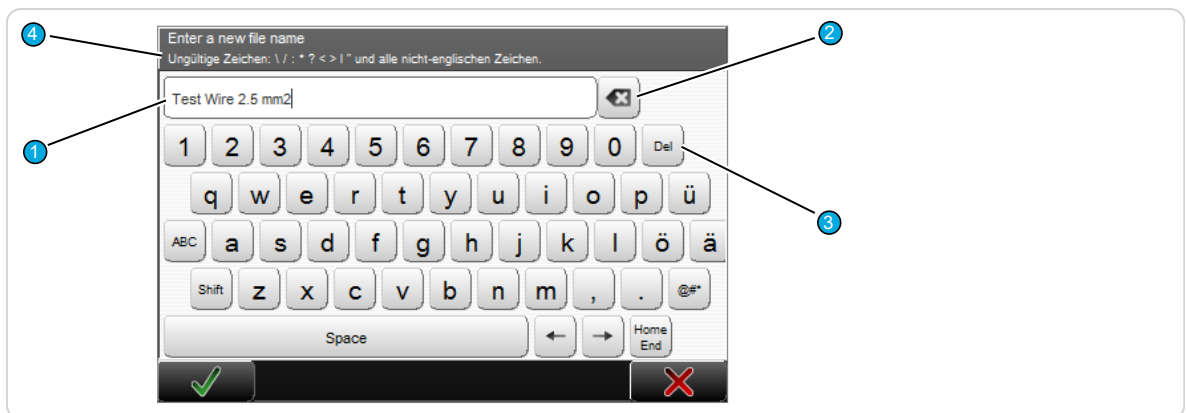 4
Enter a new file name
2
Ungültige Zeichen: \ / : * ? < > | " und alle nicht-englischen Zeichen.
Test Wire 2.5 mm2
1
1 2 3 4 5 6 7 8 9 0 Del
q w e r t y u i o p ü
3
ABC a s d f g h j k l ö ä
Shift z x c v b n m , . @#*
Space ← → Home
End